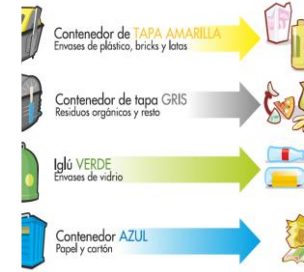 Contenedor de TAPA AMARILLA
Envases de plástico, bricks y latas
Contenedor de tapa GRIS
Residuos orgánicos y resto
Iglú VERDE
Envases de vidrio
Contenedor AZUL
Papel y cartón